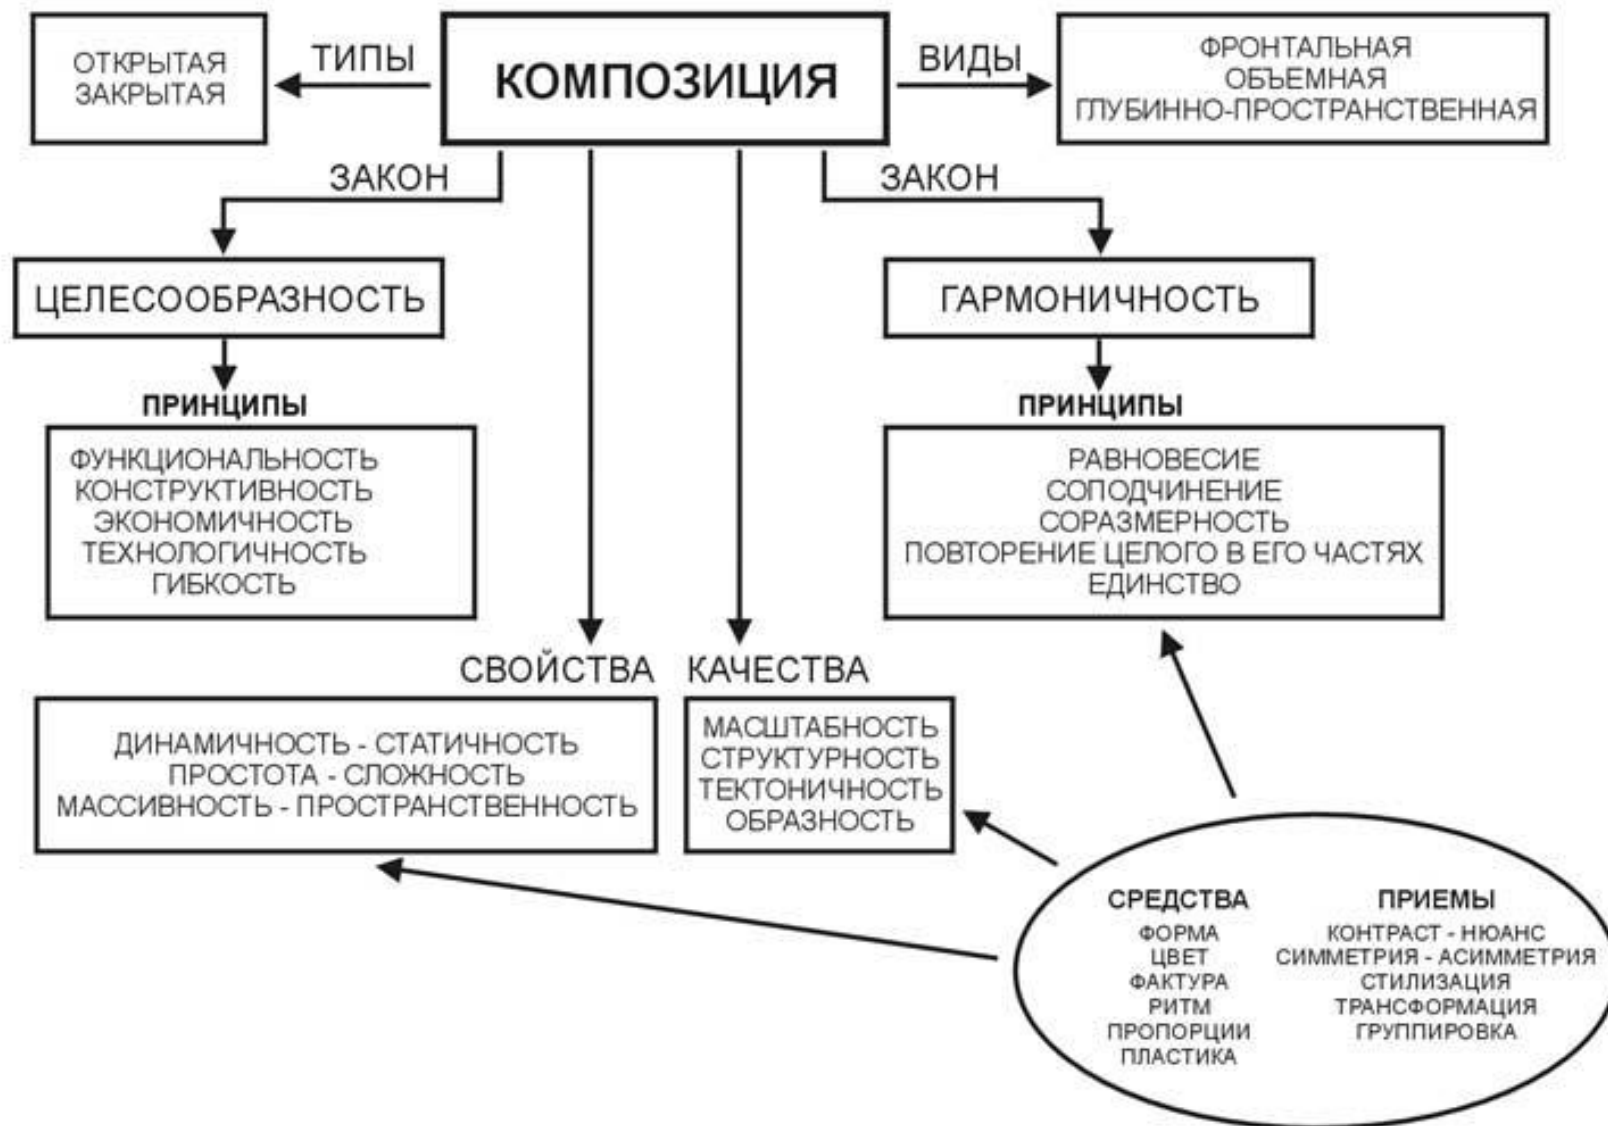 ОТКРЫТАЯ
ЗАКРЫТАЯ
ТИПЫ
КОМПОЗИЦИЯ
ВИДЫ
ФРОНТАЛЬНАЯ
ОБЪЕМНАЯ
ГЛУБИННО-ПРОСТРАНСТВЕННАЯ
ЗАКОН
ЗАКОН
ЦЕЛЕСООБРАЗНОСТЬ
ГАРМОНИЧНОСТЬ
ПРИНЦИПЫ
ФУНКЦИОНАЛЬНОСТЬ
КОНСТРУКТИВНОСТЬ
ЭКОНОМИЧНОСТЬ
ТЕХНОЛОГИЧНОСТЬ
ГИБКОСТЬ
ПРИНЦИПЫ
РАВНОВЕСИЕ
СОПОДЧИНЕНИЕ
СОРАЗМЕРНОСТЬ
ПОВТОРЕНИЕ ЦЕЛОГО В ЕГО ЧАСТЯХ
ЕДИНСТВО
СВОЙСТВА
ДИНАМИЧНОСТЬ - СТАТИЧНОСТЬ
ПРОСТОТА - СЛОЖНОСТЬ
МАССИВНОСТЬ - ПРОСТРАНСТВЕННОСТЬ
КАЧЕСТВА
МАСШТАБНОСТЬ
СТРУКТУРНОСТЬ
ТЕКТОНИЧНОСТЬ
ОБРАЗНОСТЬ
СРЕДСТВА
ФОРМА
ЦВЕТ
ФАКТУРА
РИТМ
ПРОПОРЦИИ
ПЛАСТИКА
ПРИЕМЫ
КОНТРАСТ - НЮАНС
СИММЕТРИЯ - АСИММЕТРИЯ
СТИЛИЗАЦИЯ
ТРАНСФОРМАЦИЯ
ГРУППИРОВКА